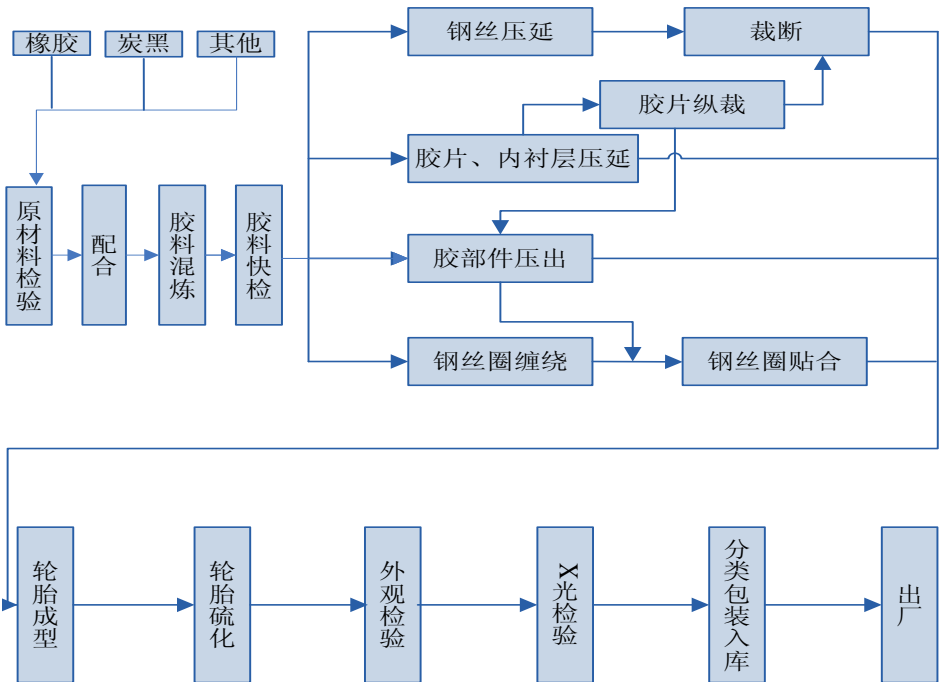 橡胶
炭黑
其他
原材料检验
配合
胶料混炼
胶料快检
钢丝压延
裁断
胶片纵裁
胶片、内衬层压延
胶部件压出
钢丝圈缠绕
钢丝圈贴合
轮胎成型
轮胎硫化
外观检验
X光检验
分类包装入库
出厂